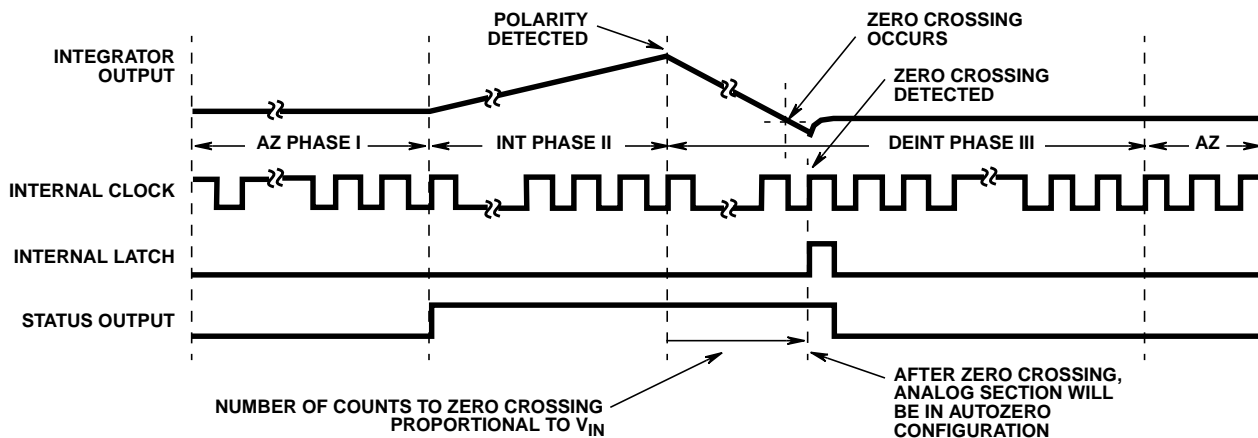 POLARITY
DETECTED
ZERO CROSSING
OCCURS
INTEGRATOR
OUTPUT
ZERO CROSSING
DETECTED
AZ PHASE I
INT PHASE II
DEINT PHASE III
AZ
INTERNAL CLOCK
INTERNAL LATCH
STATUS OUTPUT
NUMBER OF COUNTS TO ZERO CROSSING
PROPORTIONAL TO VIN
AFTER ZERO CROSSING,
ANALOG SECTION WILL
BE IN AUTOZERO
CONFIGURATION